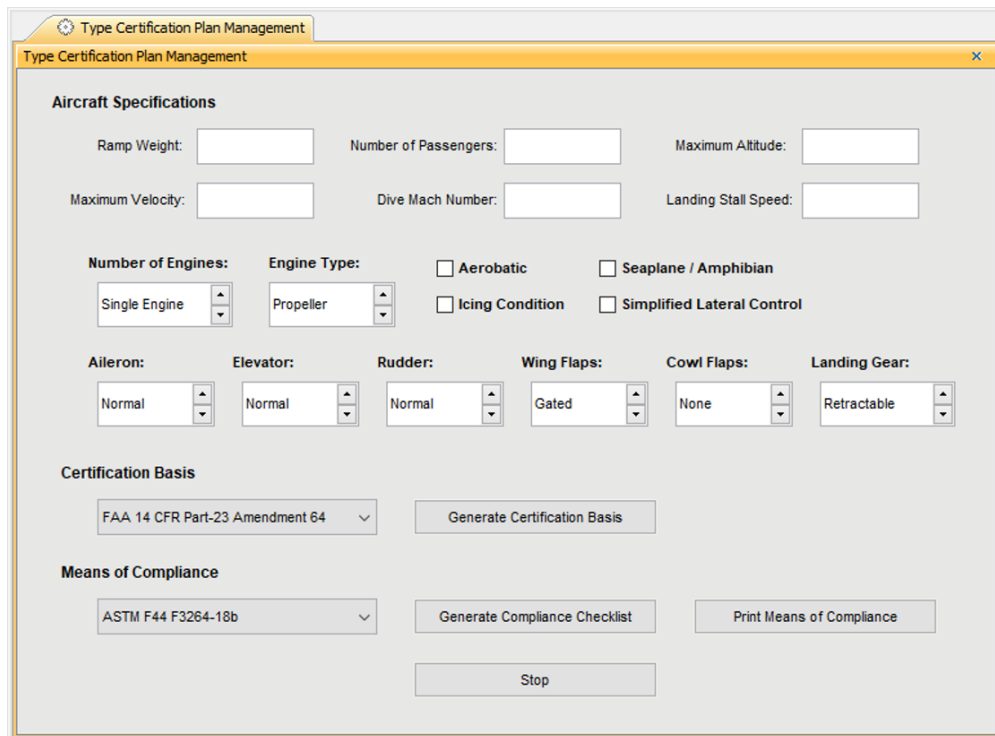 Type Certification Plan Management
Type Certification Plan Management
Aircraft Specifications
Ramp Weight: Number of Passengers: Maximum Altitude:
Maximum Velocity: Dive Mach Number: Landing Stall Speed:
Number of Engines: Engine Type: Aerobatic Seaplane / Amphibian
Single Engine Propeller Icing Condition Simplified Lateral Control
Aileron: Elevator: Rudder: Wing Flaps: Cowl Flaps: Landing Gear:
Normal Normal Normal Gated None Retractable
Certification Basis
FAA 14 CFR Part-23 Amendment 64 Generate Certification Basis
Means of Compliance
ASTM F44 F3264-18b Generate Compliance Checklist Print Means of Compliance
Stop